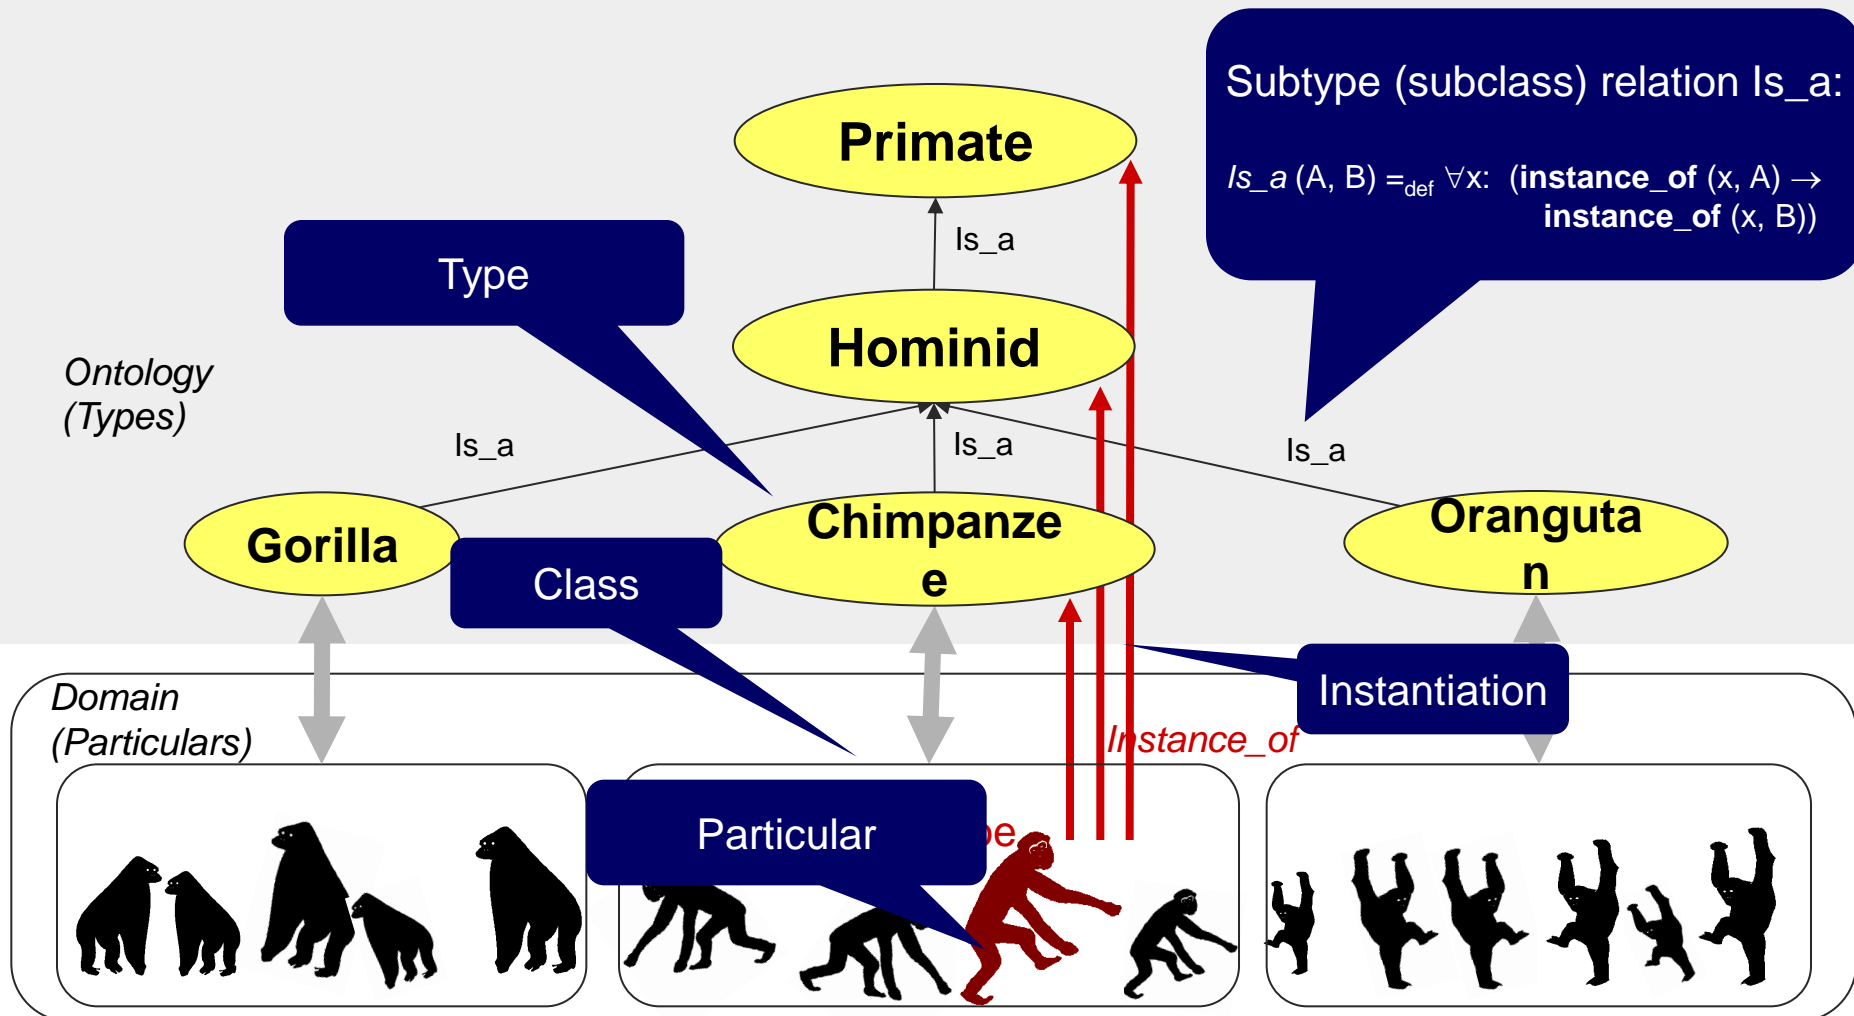 Subtype (subclass) relation Is_a:
Is_a (A, B) =def ∀x: (instance_of (x, A) →
instance_of (x, B))
Primate
Is_a
Type
Hominid
Ontology
(Types)
Is_a
Is_a
Is_a
Gorilla
Chimpanze
e
Oranguta
n
Class
Domain
(Particulars)
Instantiation
Instance_of
Particular